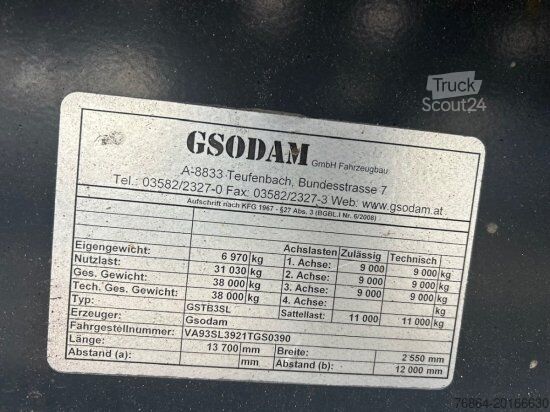 Truck
Scout24
GSODAM GmbH Fahrzeugbau
A-8833 Teufenbach, Bundesstrasse 7
Tel.: 03582/2327-0 Fax: 03582/2327-3 Web: www.gsodam.at
Aufschrift nach KFG 1967 - §27 Abs. 3 (BGBL.I Nr. 6/2008)
Achslasten Zulässig Technisch
Eigengewicht: 6 970 kg 1. Achse: 9 000 9 000 kg
Nutzlast: 31 030 kg 2. Achse: 9 000 9 000 kg
Ges. Gewicht: 38 000 kg 3. Achse: 9 000 9 000 kg
Tech. Ges. Gewicht: 38 000 kg 4. Achse: kg
Typ: GSTB3SL Sattellast: 11 000 11 000 kg
Erzeuger: Gsodam
Fahrgestellnummer: VA93SL3921TGS0390
Länge: 13 700 mm Breite: 2 550 mm
Abstand (a): mm Abstand (b): 12 000 mm
76864-20166630